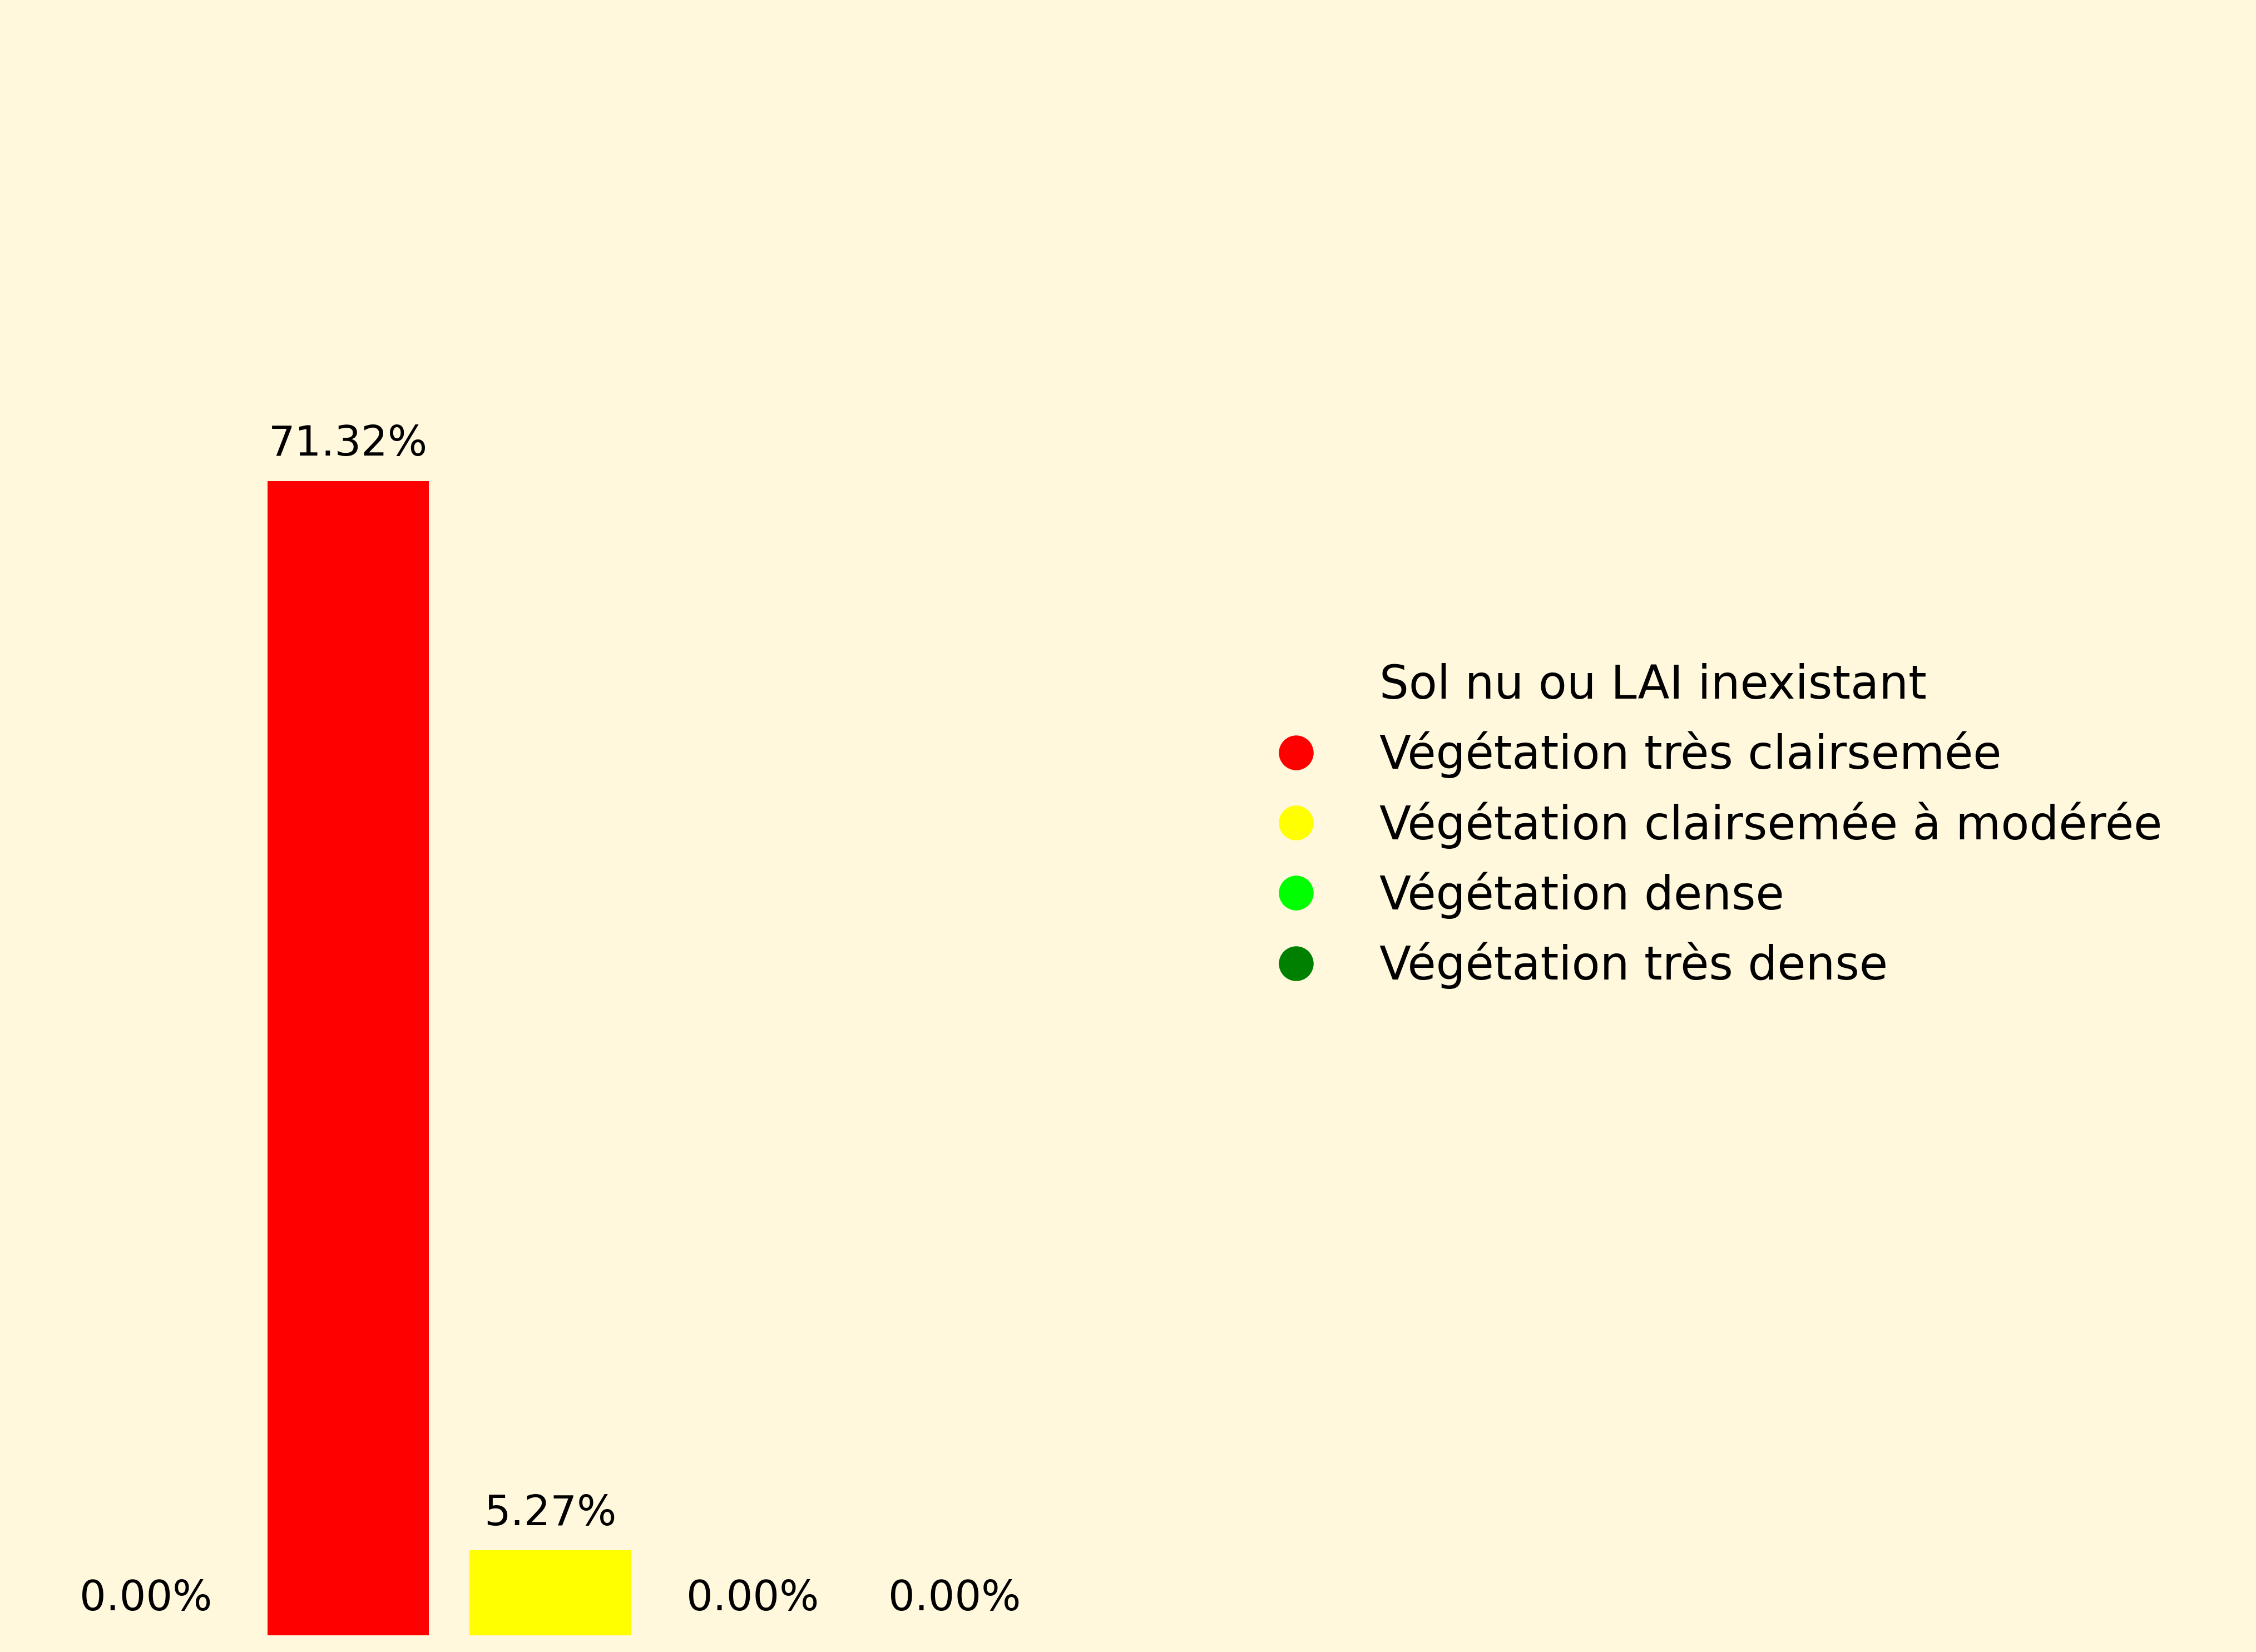 71.32%
5.27%
0.00%
0.00%
0.00%
Sol nu ou LAI inexistant
Végétation très clairsemée
Végétation clairsemée à modérée
Végétation dense
Végétation très dense